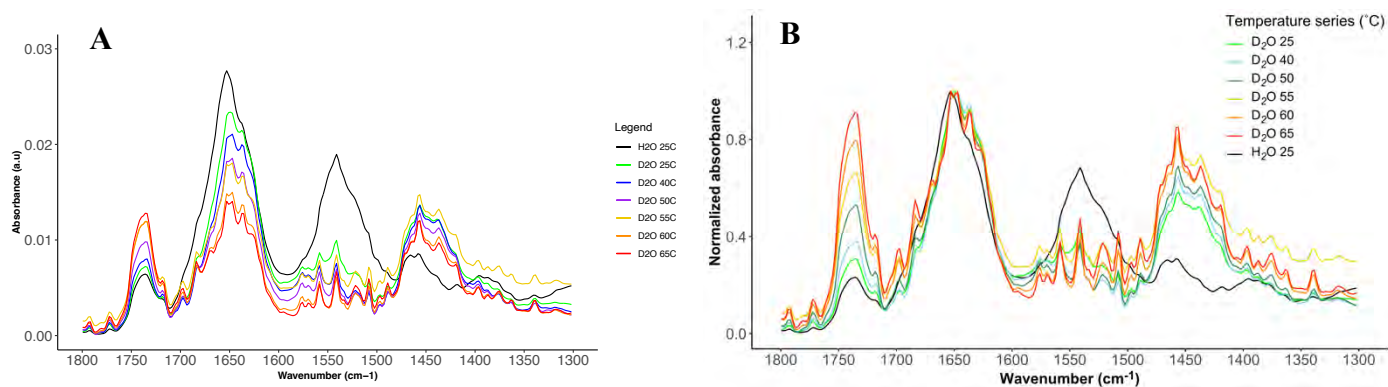 A
0.03
0.02
0.01
0.00
Absorbance (a.u)
1800 1750 1700 1650 1600 1550 1500 1450 1400 1350 1300
Wavenumber (cm−1)
Legend
H2O 25C
D2O 25C
D2O 40C
D2O 50C
D2O 55C
D2O 60C
D2O 65C
B
1.2
0.8
0.4
0.0
Normalized absorbance
1800 1750 1700 1650 1600 1550 1500 1450 1400 1350 1300
Wavenumber (cm⁻¹)
Temperature series (˚C)
D₂O 25
D₂O 40
D₂O 50
D₂O 55
D₂O 60
D₂O 65
H₂O 25